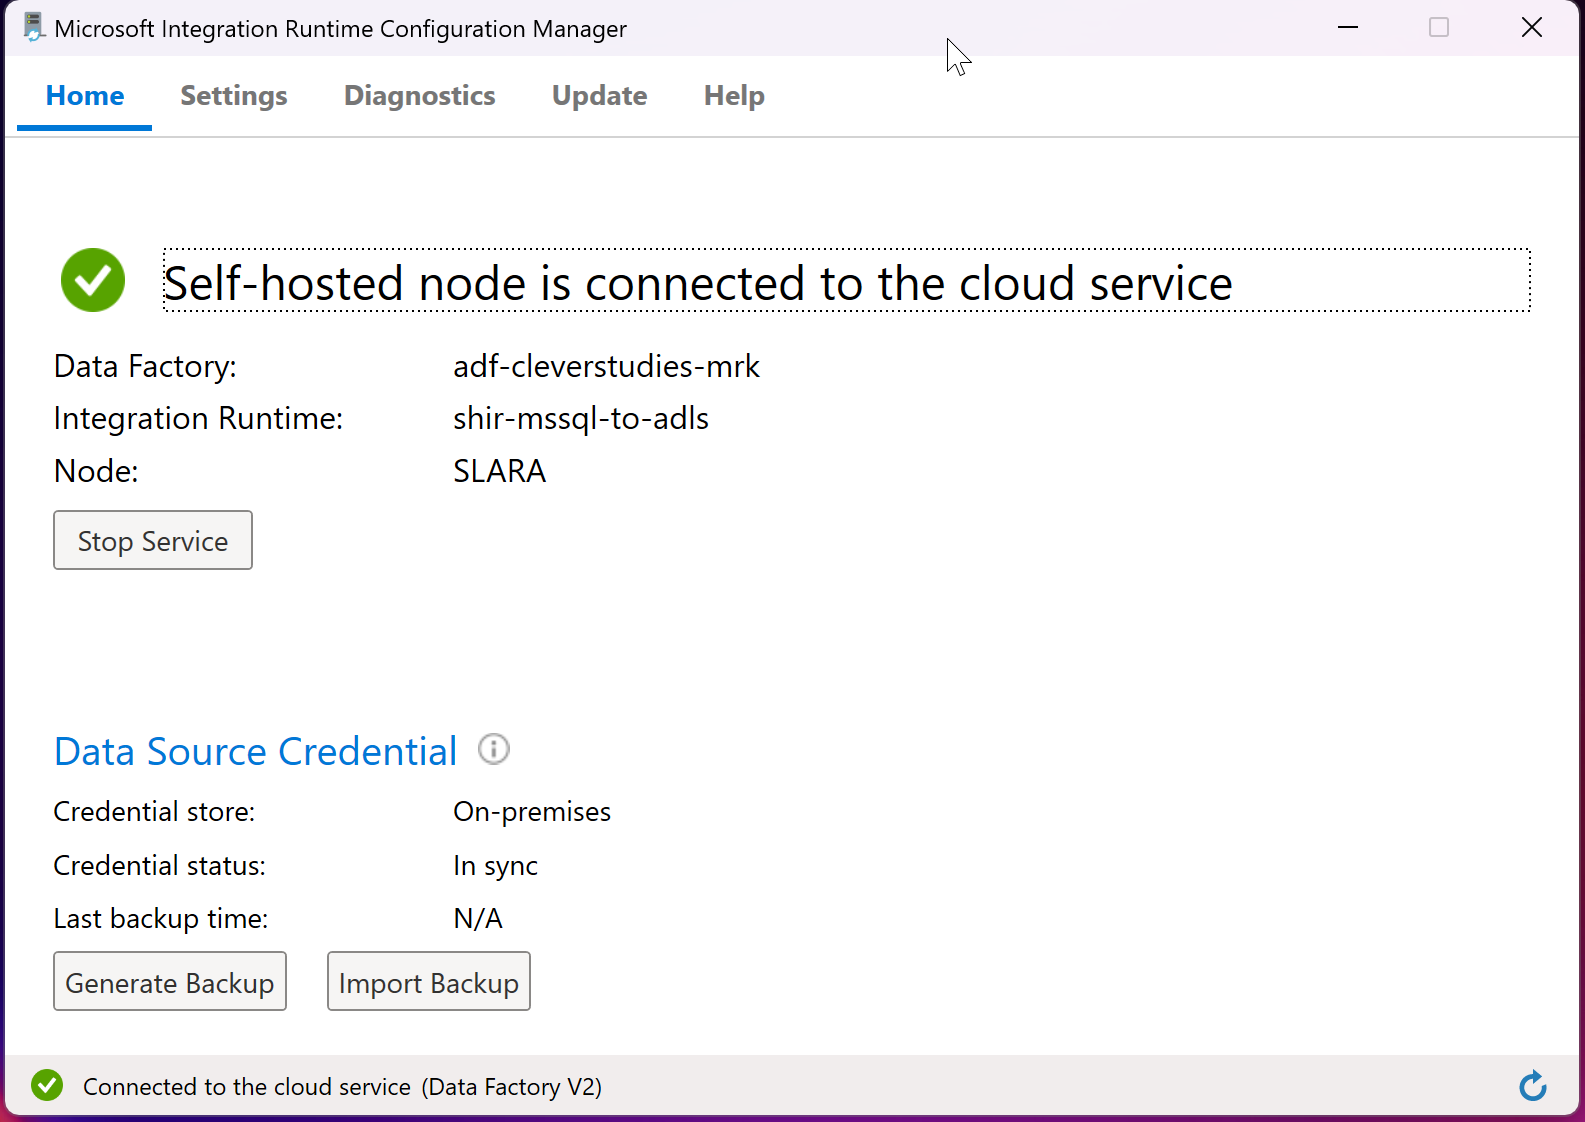 Microsoft Integration Runtime Configuration Manager
Home Settings Diagnostics Update Help
Self-hosted node is connected to the cloud service
Data Factory: adf-cleverstudies-mrk
Integration Runtime: shir-mssql-to-adls
Node: SLARA
Stop Service
Data Source Credential
Credential store: On-premises
Credential status: In sync
Last backup time: N/A
Generate Backup Import Backup
Connected to the cloud service (Data Factory V2)